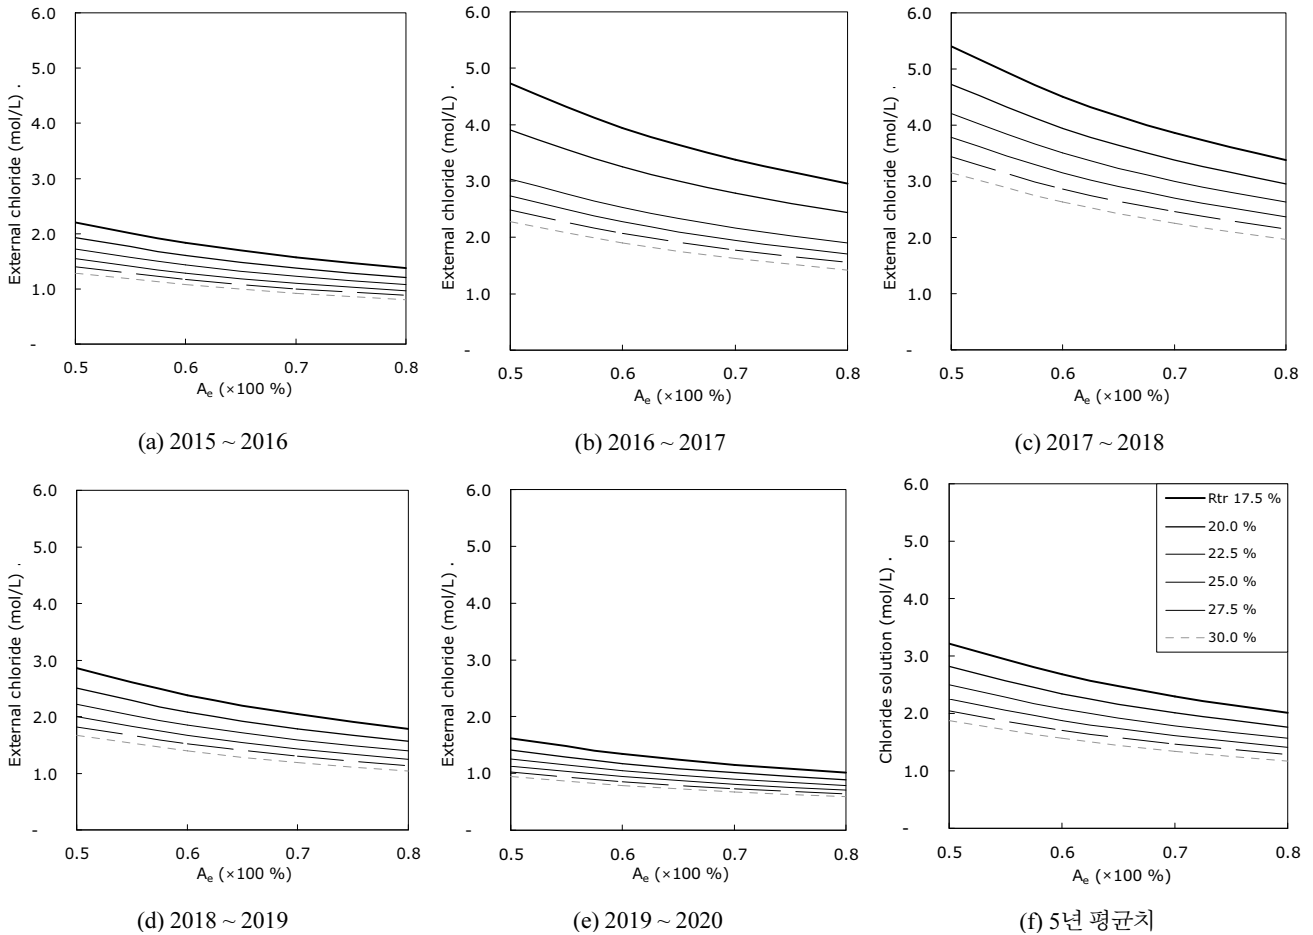 6.0
5.0
4.0
3.0
2.0
1.0
-
External chloride (mol/L) .
0.5 0.6 0.7 0.8
Ae (×100 %)
(a) 2015 ~ 2016
6.0
5.0
4.0
3.0
2.0
1.0
-
External chloride (mol/L) .
0.5 0.6 0.7 0.8
Ae (×100 %)
(b) 2016 ~ 2017
6.0
5.0
4.0
3.0
2.0
1.0
-
External chloride (mol/L) .
0.5 0.6 0.7 0.8
Ae (×100 %)
(c) 2017 ~ 2018
6.0
5.0
4.0
3.0
2.0
1.0
-
External chloride (mol/L) .
0.5 0.6 0.7 0.8
Ae (×100 %)
(d) 2018 ~ 2019
6.0
5.0
4.0
3.0
2.0
1.0
-
External chloride (mol/L) .
0.5 0.6 0.7 0.8
Ae (×100 %)
(e) 2019 ~ 2020
6.0
5.0
4.0
3.0
2.0
1.0
-
Chloride solution (mol/L) .
Rtr 17.5 %
20.0 %
22.5 %
25.0 %
27.5 %
30.0 %
0.5 0.6 0.7 0.8
Ae (×100 %)
(f) 5년 평균치